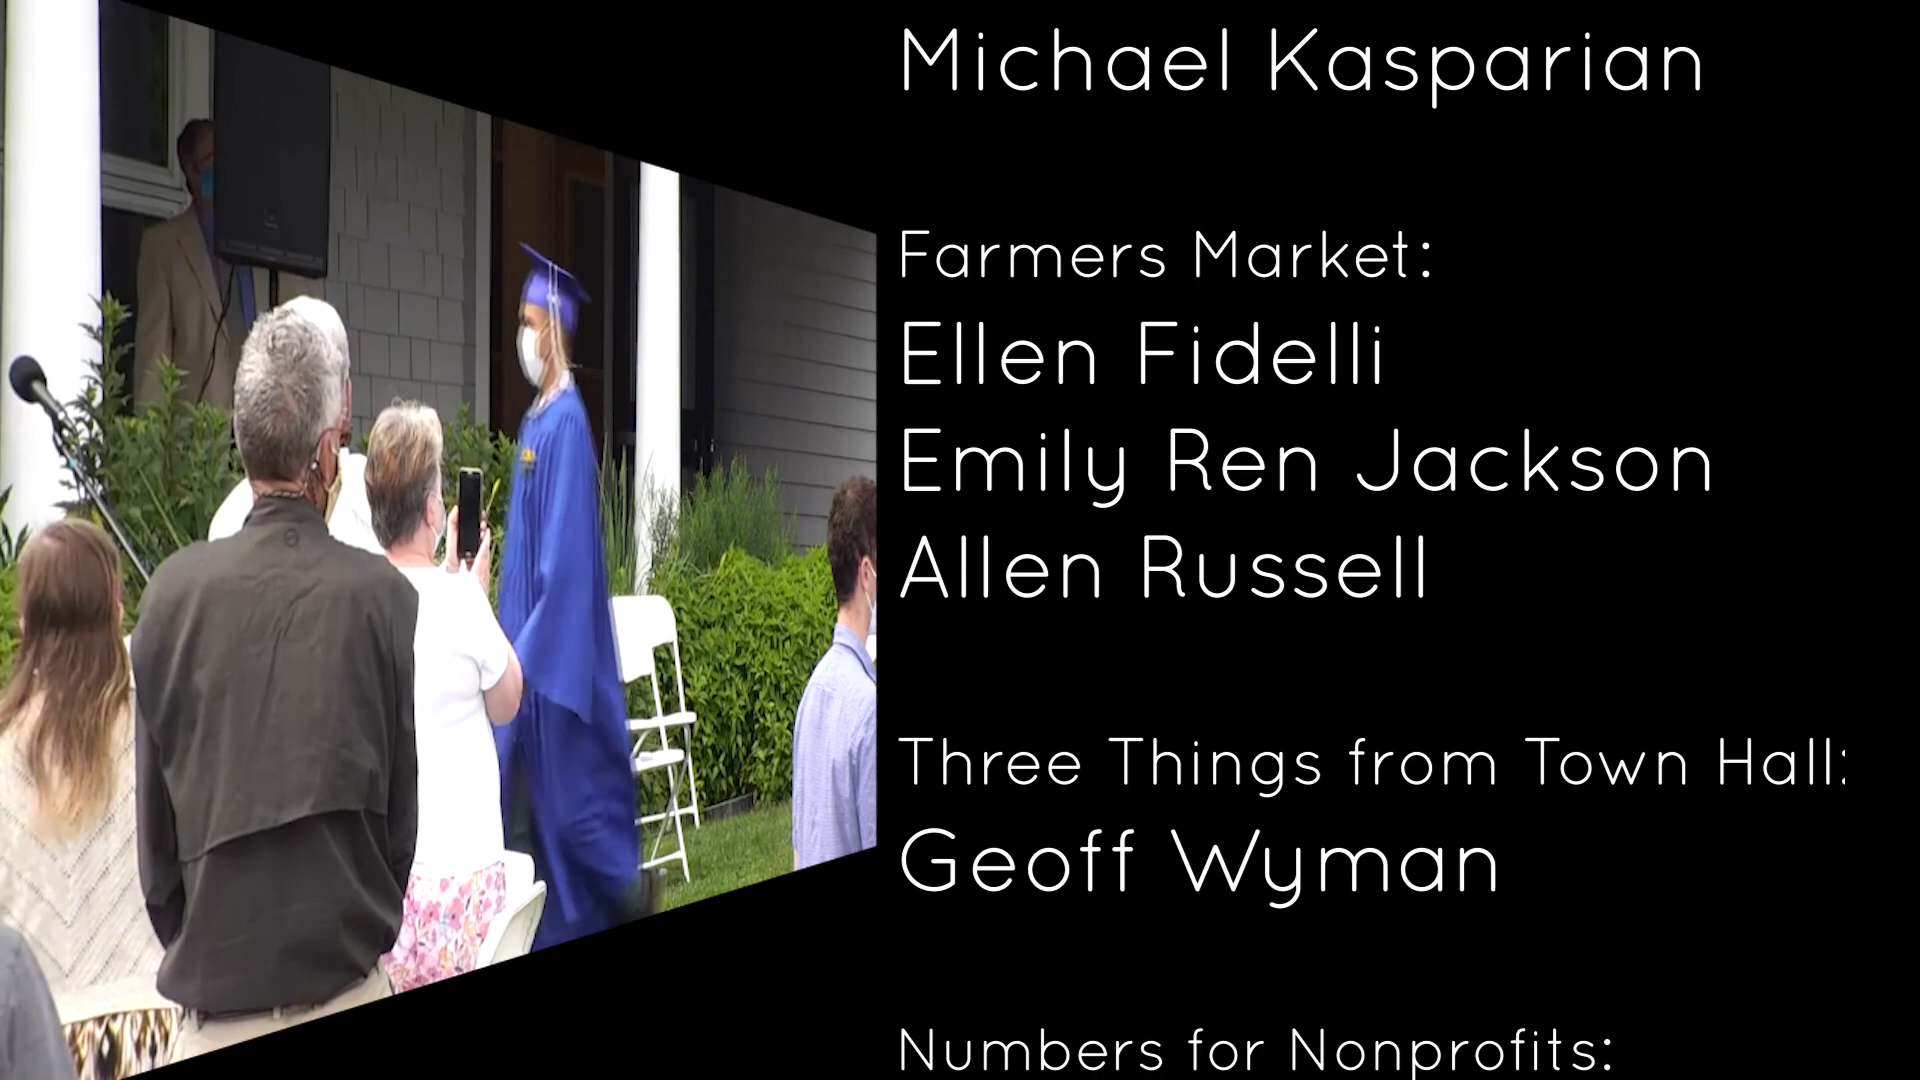 Michael Kasparian
Farmers Market:
Ellen Fidelli
Emily Ren Jackson
Allen Russell
Three Things from Town Hall:
Geoff Wyman
Numbers for Nonprofits: